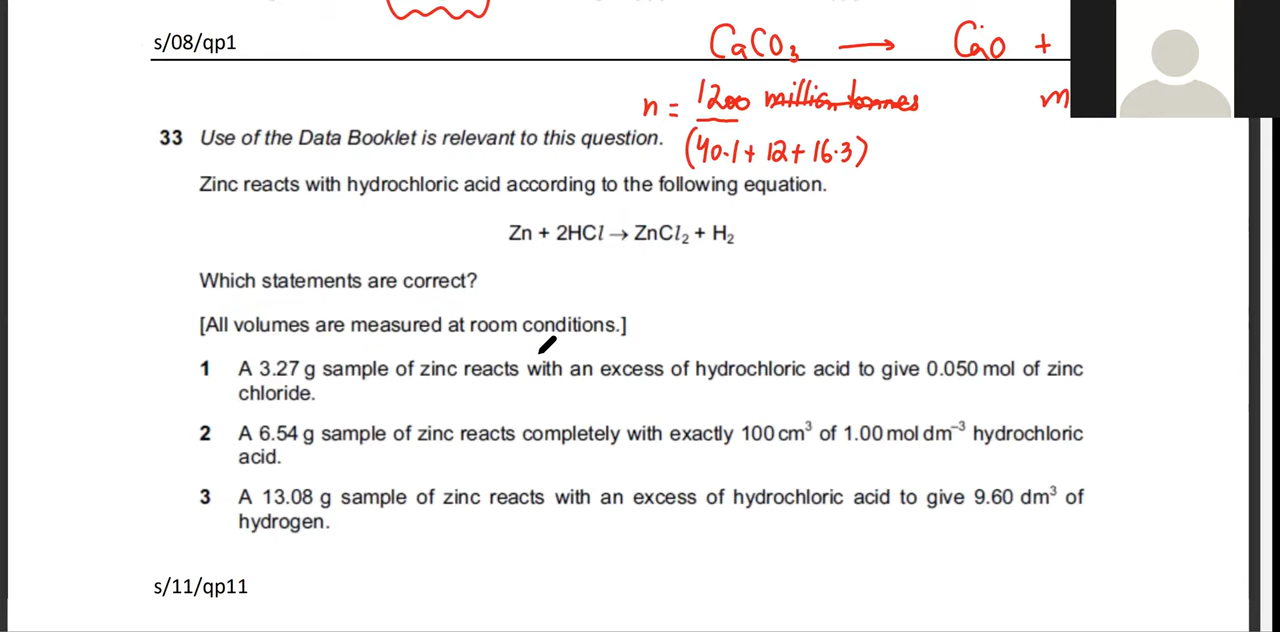 s/08/qp1
CaCO₃ → CaO +
n = 1200 million tonnes m
(40.1 + 12 + 16.3)
33 Use of the Data Booklet is relevant to this question.
Zinc reacts with hydrochloric acid according to the following equation.
Zn + 2HCl → ZnCl₂ + H₂
Which statements are correct?
[All volumes are measured at room conditions.]
1 A 3.27 g sample of zinc reacts with an excess of hydrochloric acid to give 0.050 mol of zinc
chloride.
2 A 6.54 g sample of zinc reacts completely with exactly 100 cm³ of 1.00 mol dm⁻³ hydrochloric
acid.
3 A 13.08 g sample of zinc reacts with an excess of hydrochloric acid to give 9.60 dm³ of
hydrogen.
s/11/qp11